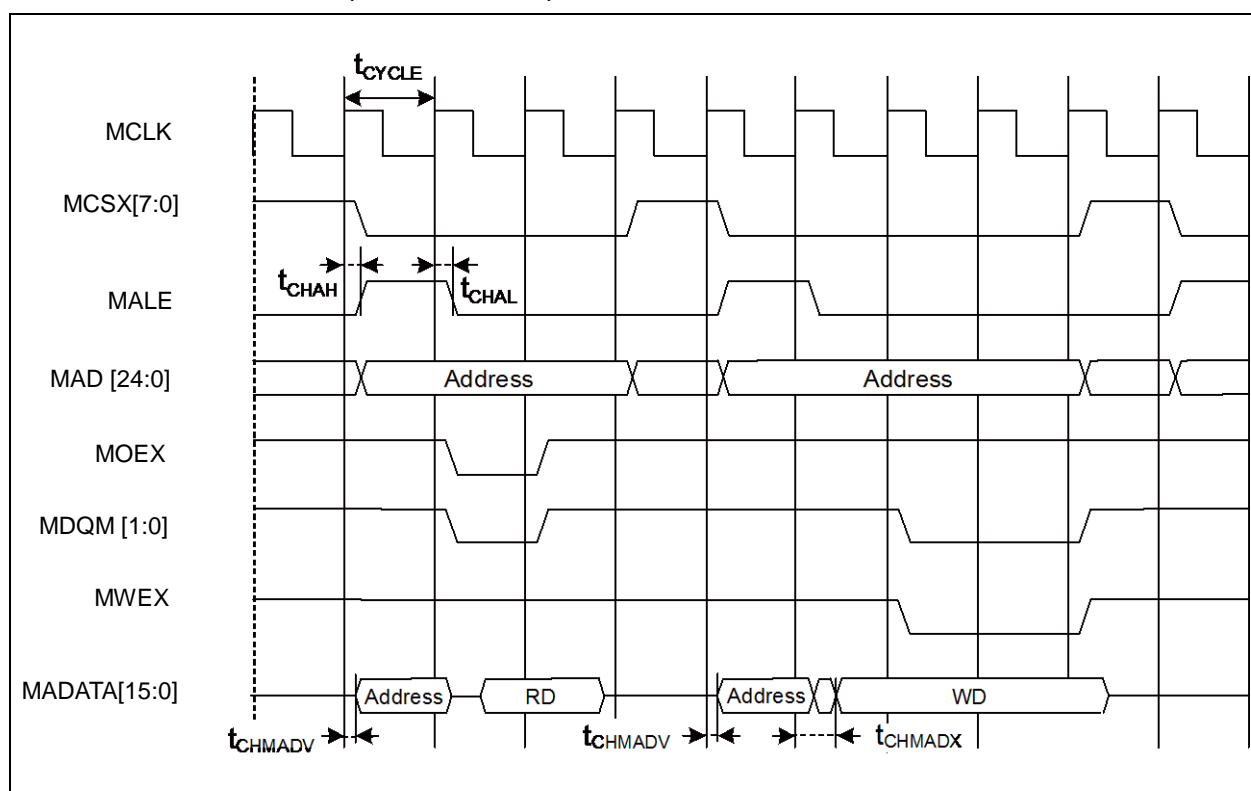 tCYCLE
MCLK
MCSX[7:0]
tCHAH
tCHAL
MALE
MAD [24:0]
Address
Address
MOEX
MDQM [1:0]
MWEX
MADATA[15:0]
Address
RD
Address
WD
tCHMADV
tCHMADV
tCHMADX